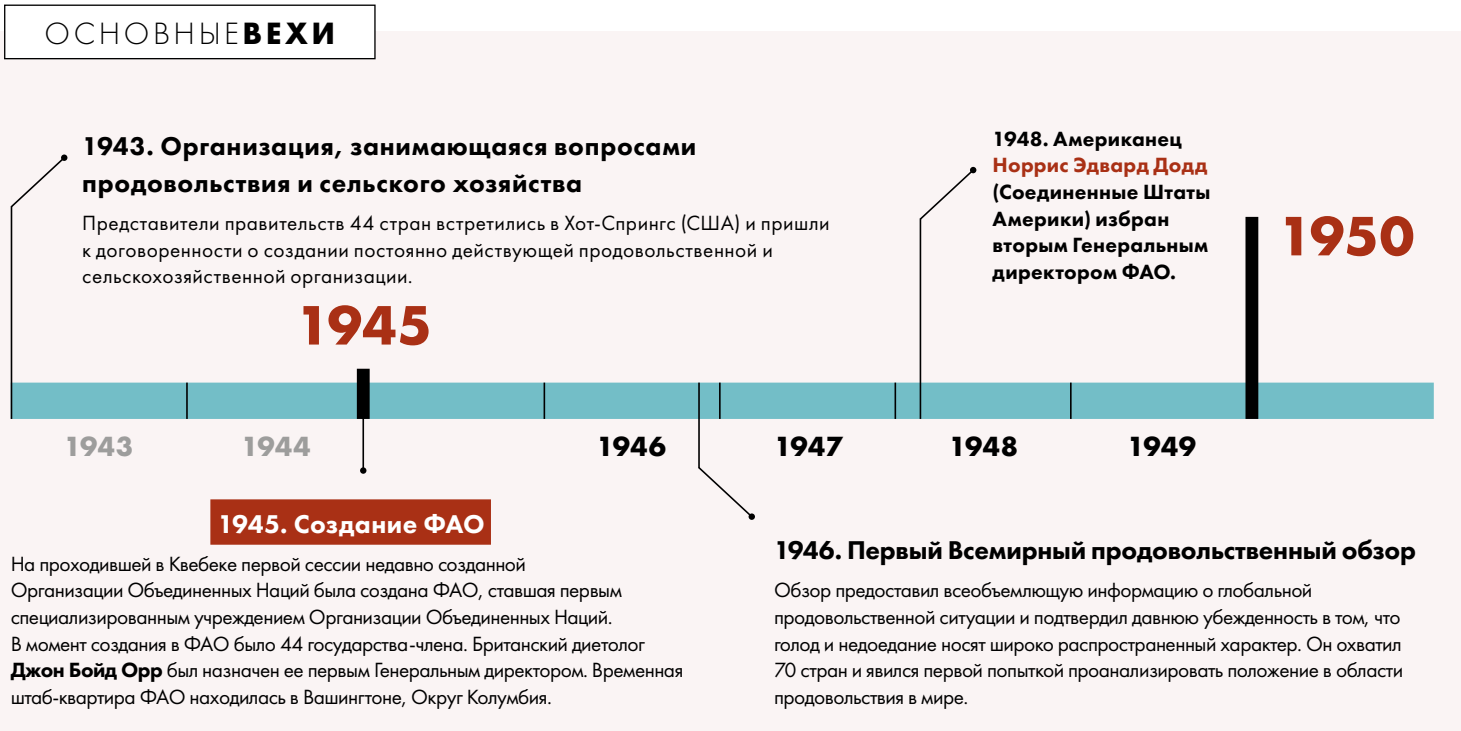 ОСНОВНЫЕВЕХИ
1943. Организация, занимающаяся вопросами
продовольствия и сельского хозяйства
Представители правительств 44 стран встретились в Хот-Спрингс (США) и пришли
к договоренности о создании постоянно действующей продовольственной и
сельскохозяйственной организации.
1948. Американец
Норрис Эдвард Додд
(Соединенные Штаты
Америки) избран
вторым Генеральным
директором ФАО.
1945
1950
1943
1944
1946
1947
1948
1949
1945. Создание ФАО
На проходившей в Квебеке первой сессии недавно созданной
Организации Объединенных Наций была создана ФАО, ставшая первым
специализированным учреждением Организации Объединенных Наций.
В момент создания в ФАО было 44 государства-члена. Британский диетолог
Джон Бойд Орр был назначен ее первым Генеральным директором. Временная
штаб-квартира ФАО находилась в Вашингтоне, Округ Колумбия.
1946. Первый Всемирный продовольственный обзор
Обзор предоставил всеобъемлющую информацию о глобальной
продовольственной ситуации и подтвердил давнюю убежденность в том, что
голод и недоедание носят широко распространенный характер. Он охватил
70 стран и явился первой попыткой проанализировать положение в области
продовольствия в мире.